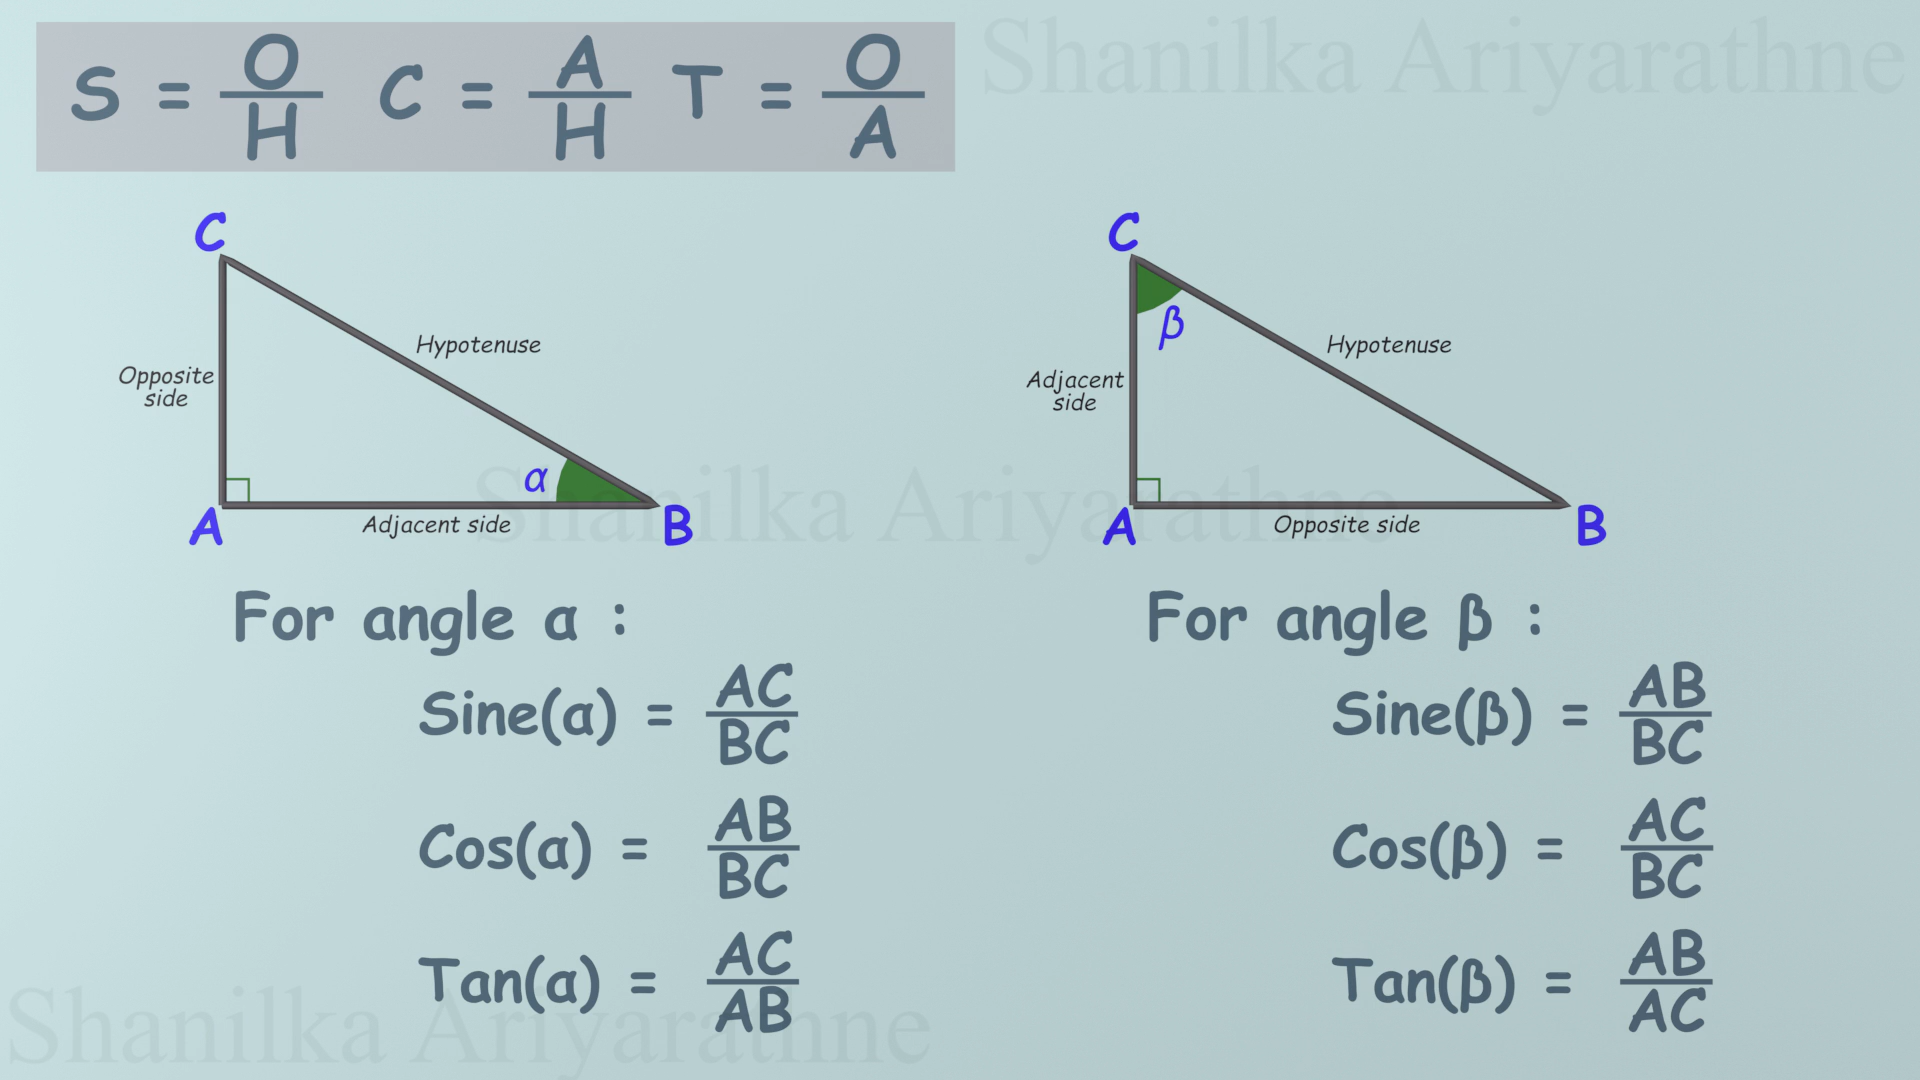 Shanilka Ariyarathne
S = O/H C = A/H T = O/A
C
Hypotenuse
Opposite
side
α
A
Adjacent side
B
C
β
Hypotenuse
Adjacent
side
A
Opposite side
B
Shanilka Ariyarathne
For angle α :
Sine(α) = AC/BC
Cos(α) = AB/BC
Tan(α) = AC/AB
For angle β :
Sine(β) = AB/BC
Cos(β) = AC/BC
Tan(β) = AB/AC
Shanilka Ariyarathne